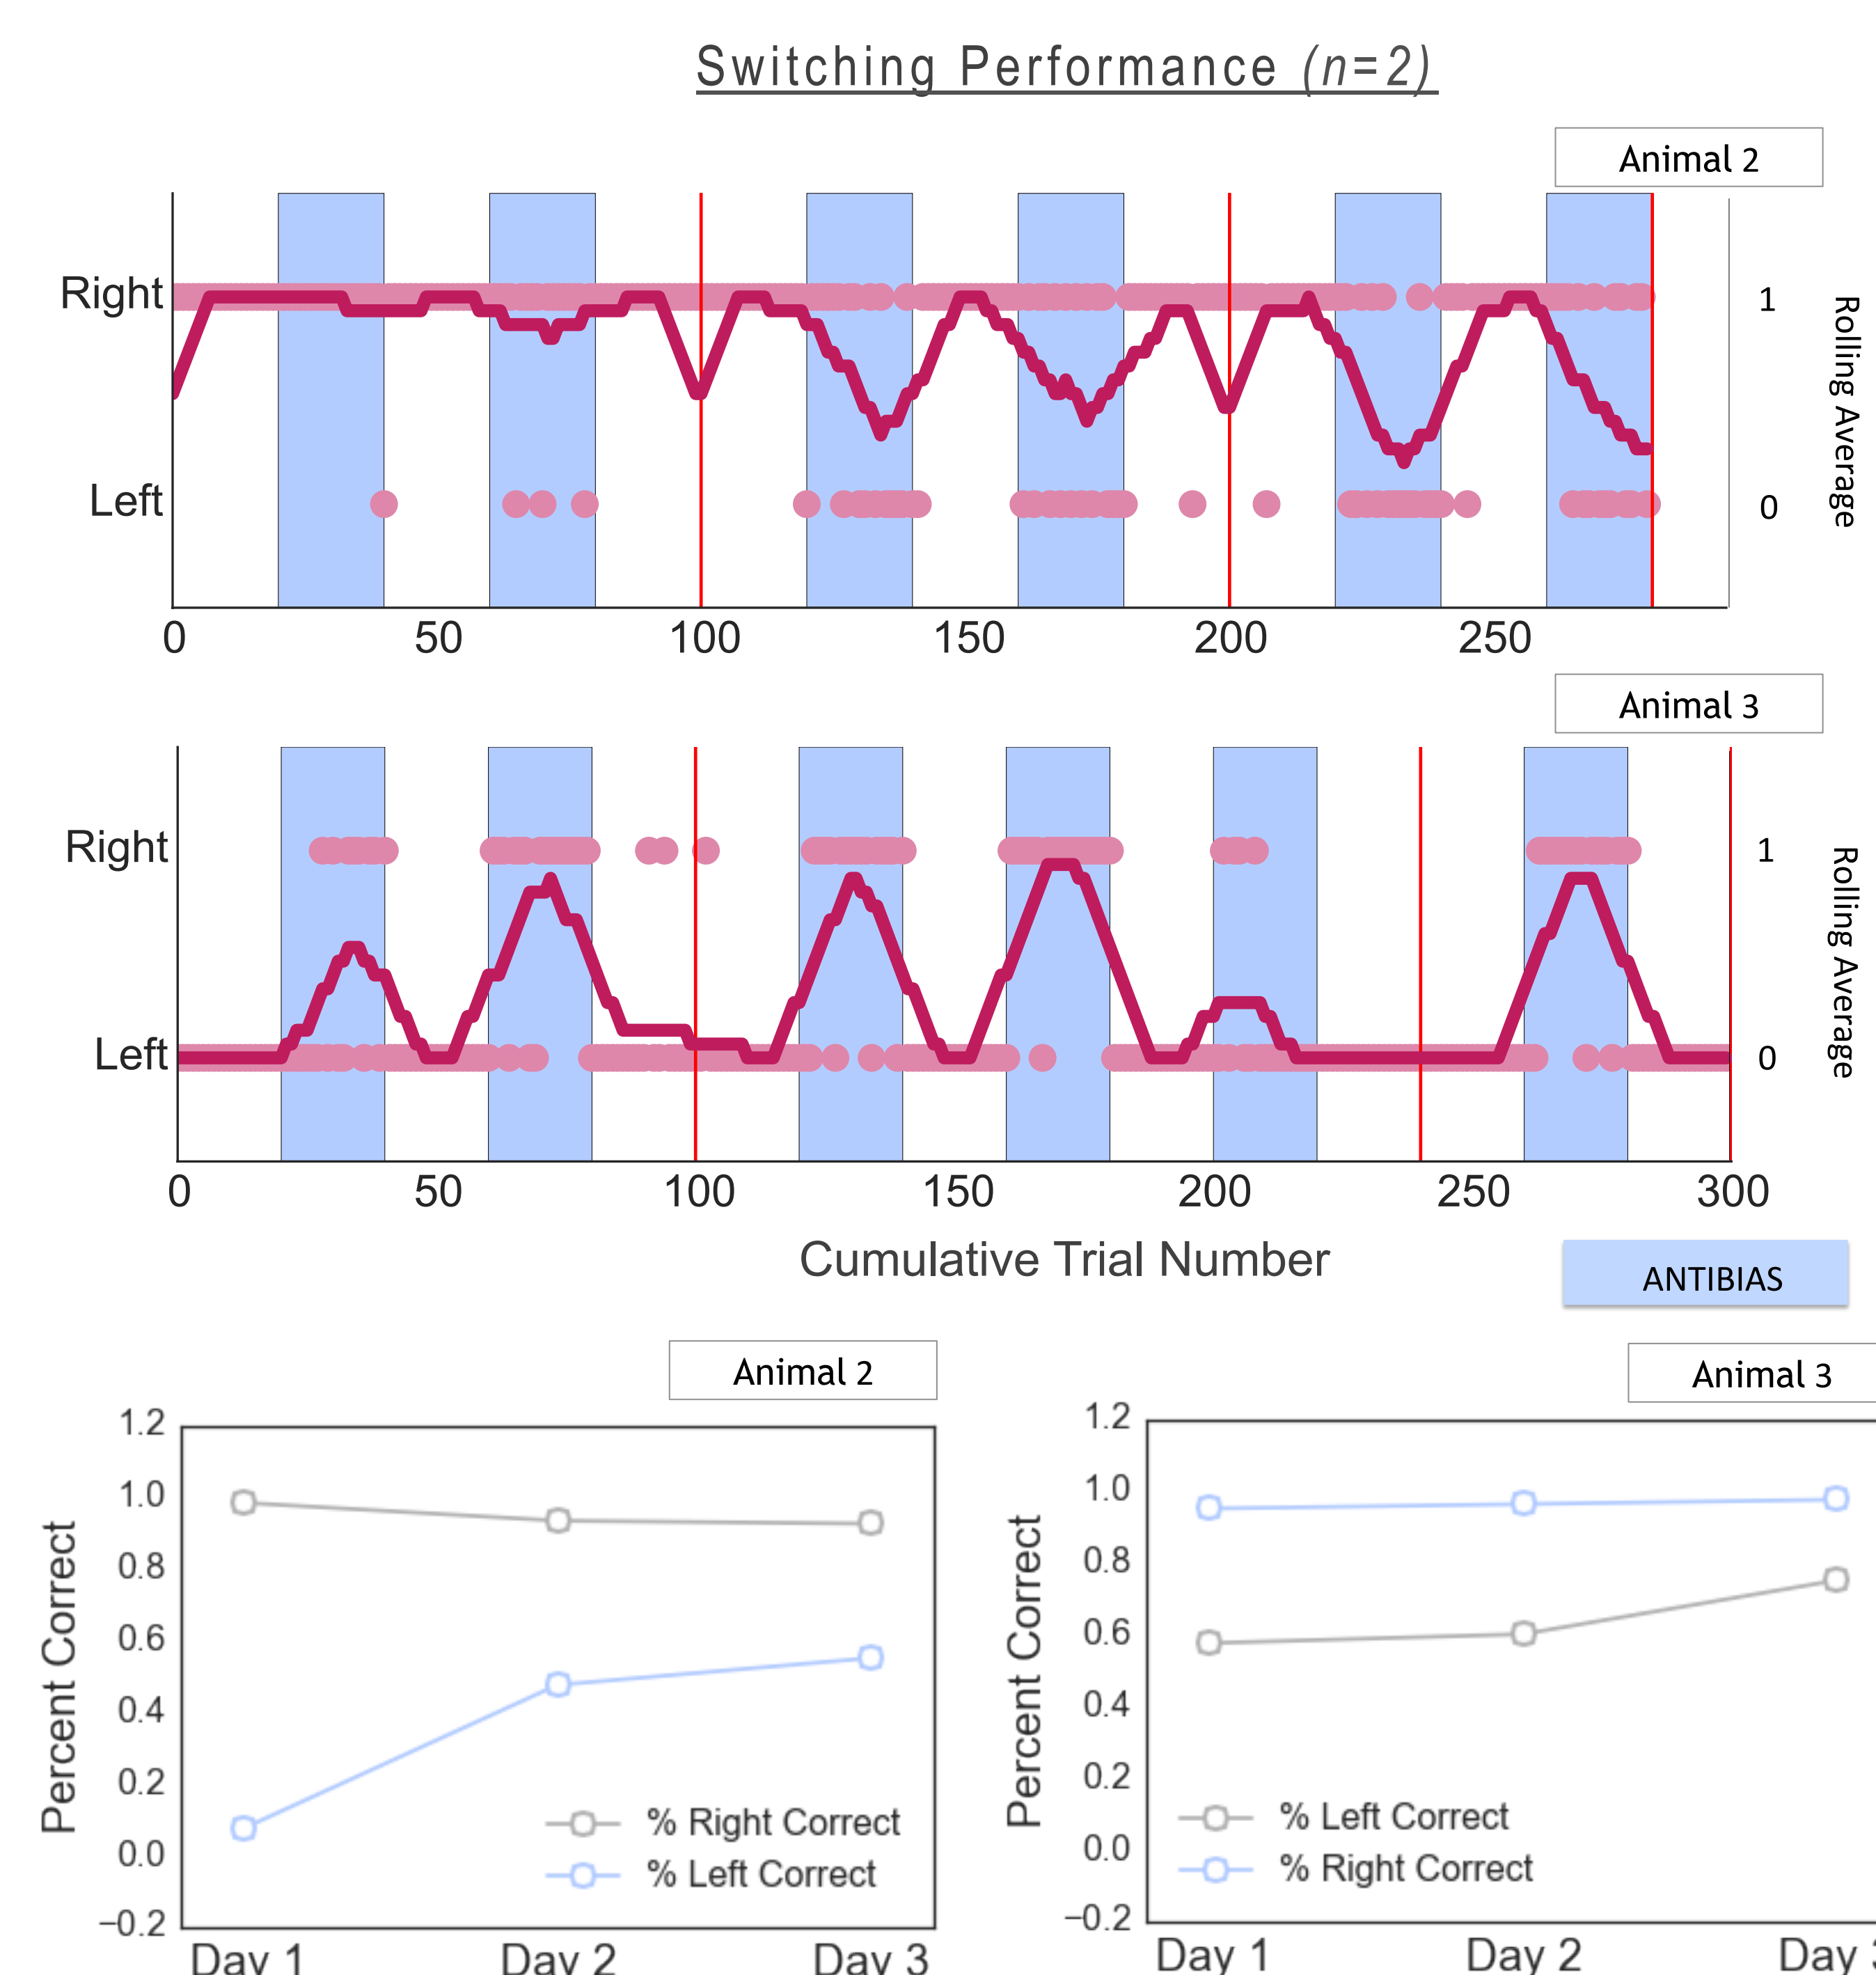 Switching Performance (n=2)
Animal 2
Right
Left
1
0
Rolling Average
0 50 100 150 200 250
Animal 3
Right
Left
1
0
Rolling Average
0 50 100 150 200 250 300
Cumulative Trial Number
ANTIBIAS
Animal 2
Percent Correct
1.2
1.0
0.8
0.6
0.4
0.2
0.0
−0.2
% Right Correct
% Left Correct
Day 1 Day 2 Day 3
Animal 3
Percent Correct
1.2
1.0
0.8
0.6
0.4
0.2
0.0
−0.2
% Left Correct
% Right Correct
Day 1 Day 2 Day